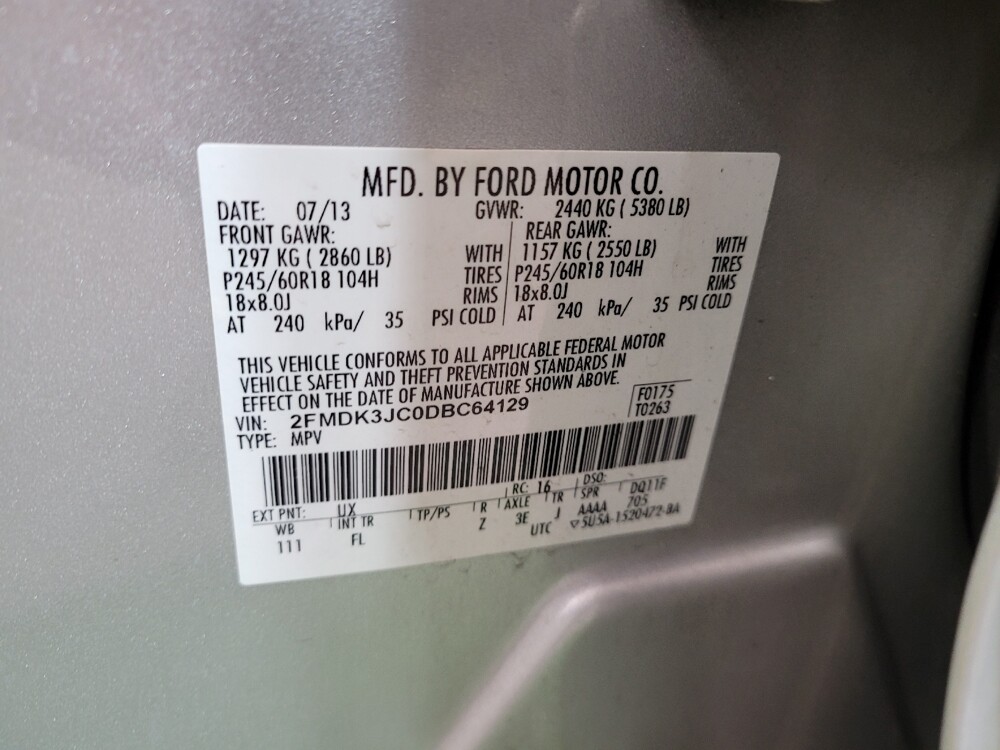 MFD. BY FORD MOTOR CO.
DATE: 07/13 GVWR: 2440 KG ( 5380 LB)
FRONT GAWR: REAR GAWR:
1297 KG ( 2860 LB) WITH 1157 KG ( 2550 LB) WITH
P245/60R18 104H TIRES P245/60R18 104H TIRES
18x8.0J RIMS 18x8.0J RIMS
AT 240 kPa/ 35 PSI COLD AT 240 kPa/ 35 PSI COLD
THIS VEHICLE CONFORMS TO ALL APPLICABLE FEDERAL MOTOR
VEHICLE SAFETY AND THEFT PREVENTION STANDARDS IN
EFFECT ON THE DATE OF MANUFACTURE SHOWN ABOVE.
VIN: 2FMDK3JC0DBC64129 F0175
TYPE: MPV T0263
EXT PNT: UX RC: 16 DSO:
WB INT TR TP/PS R AXLE TR SPR DQ11F
111 FL Z 3E J AAAA 705
UTC ▽5U5A-1520472-BA